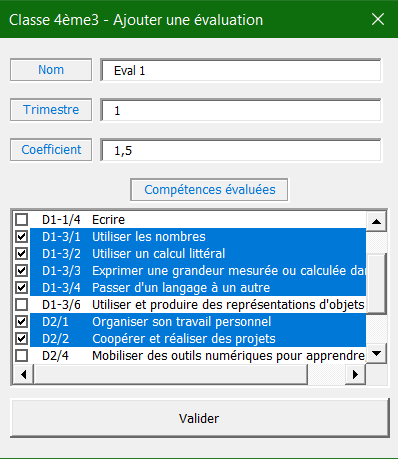 Classe 4ème3 - Ajouter une évaluation
Nom Eval 1
Trimestre 1
Coefficient 1,5
Compétences évaluées
D1-1/4 Ecrire
D1-3/1 Utiliser les nombres
D1-3/2 Utiliser un calcul littéral
D1-3/3 Exprimer une grandeur mesurée ou calculée dan
D1-3/4 Passer d'un langage à un autre
D1-3/6 Utiliser et produire des représentations d'objets
D2/1 Organiser son travail personnel
D2/2 Coopérer et réaliser des projets
D2/4 Mobiliser des outils numériques pour apprendre
Valider